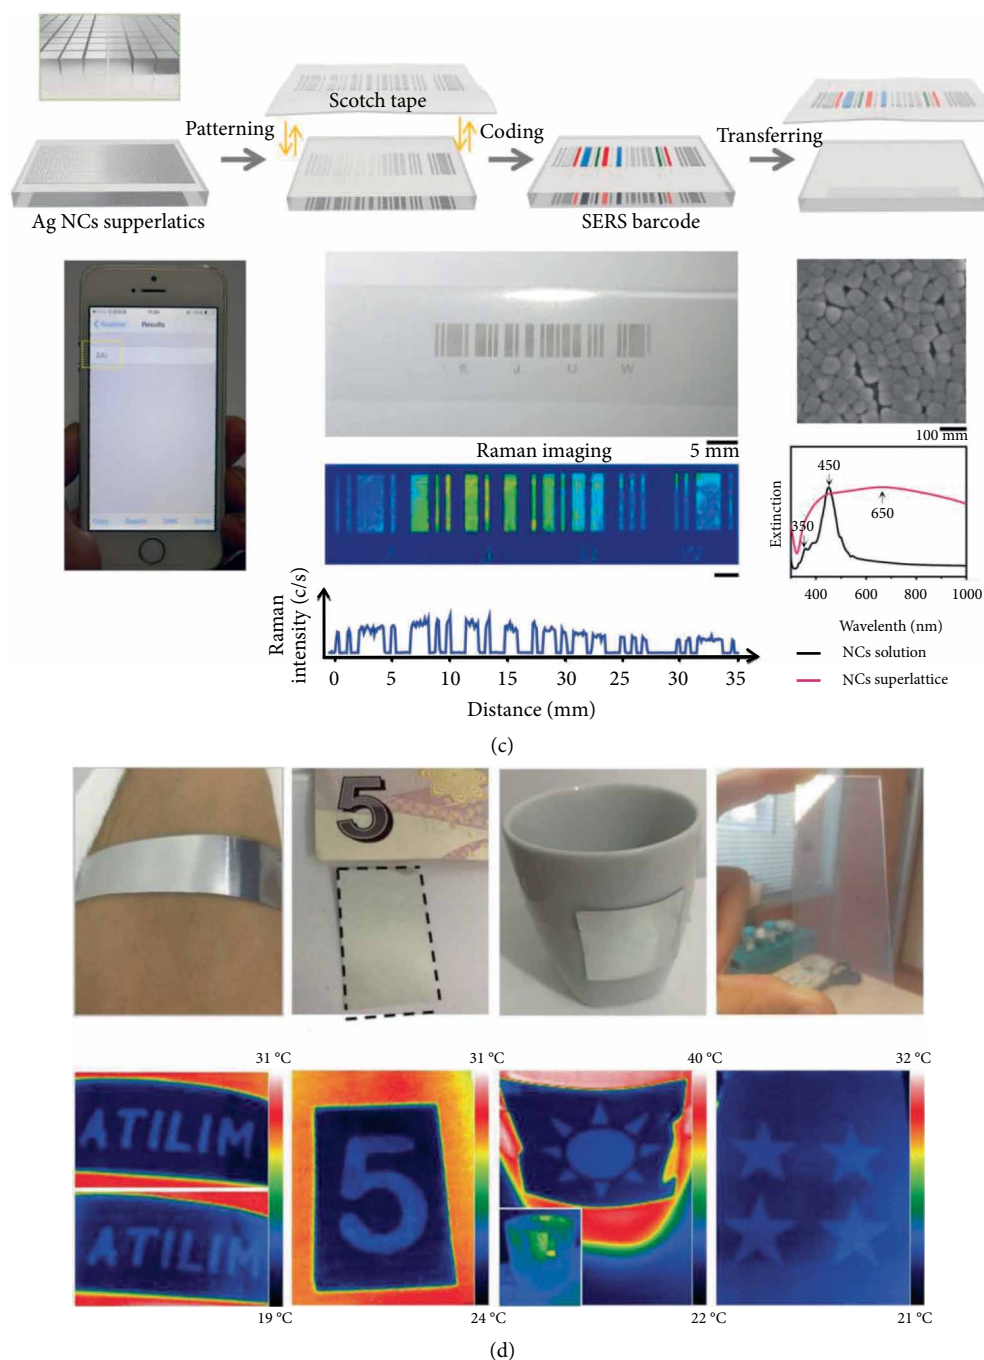 Scotch tape
Patterning
Coding
Transferring
Ag NCs supperlatics
SERS barcode
Results
Raman imaging
5 mm
100 mm
Raman
intensity (c/s)
0 5 10 15 30 20 25 30 35
Distance (mm)
Extinction
450
350
650
400 600 800 1000
Wavelenth (nm)
NCs solution
NCs superlattice
(c)
5
31 °C 31 °C 40 °C 32 °C
ATILIM
ATILIM
5
19 °C 24 °C 22 °C 21 °C
(d)